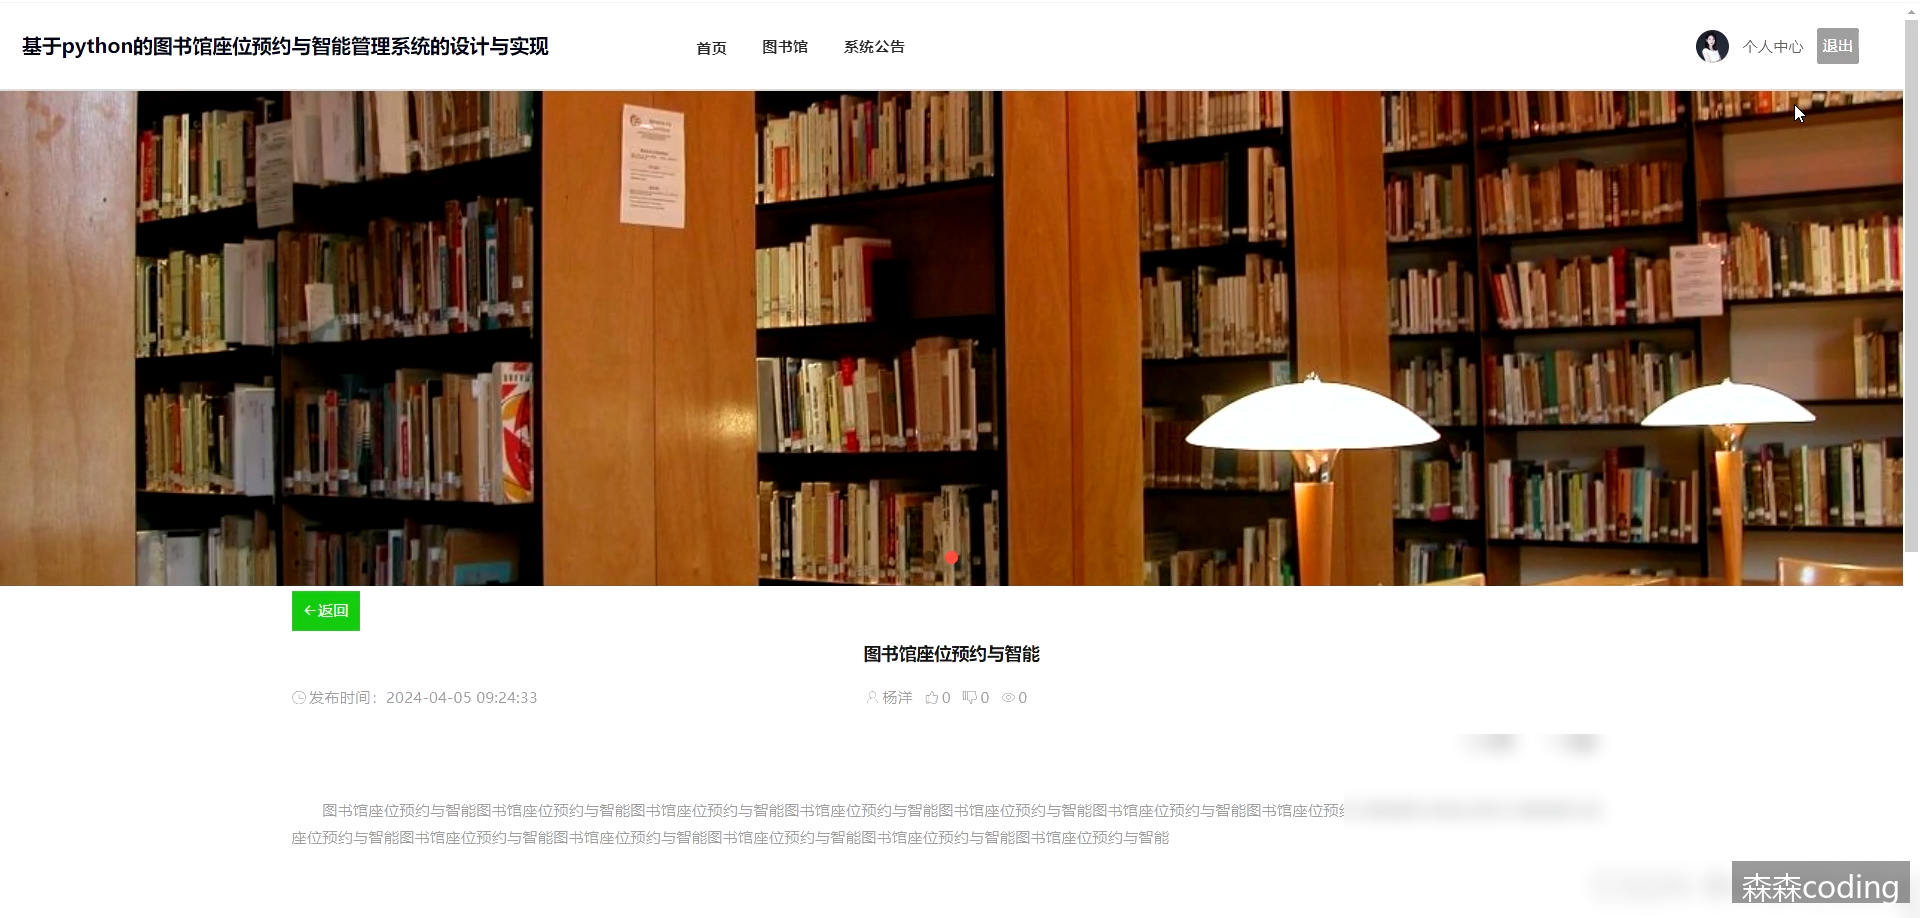 基于python的图书馆座位预约与智能管理系统的设计与实现
首页 图书馆 系统公告
个人中心 退出
←返回
图书馆座位预约与智能
发布时间：2024-04-05 09:24:33
杨洋 0 0 0
图书馆座位预约与智能图书馆座位预约与智能图书馆座位预约与智能图书馆座位预约与智能图书馆座位预约与智能图书馆座位预约与智能图书馆座位预
座位预约与智能图书馆座位预约与智能图书馆座位预约与智能图书馆座位预约与智能图书馆座位预约与智能图书馆座位预约与智能
森森coding